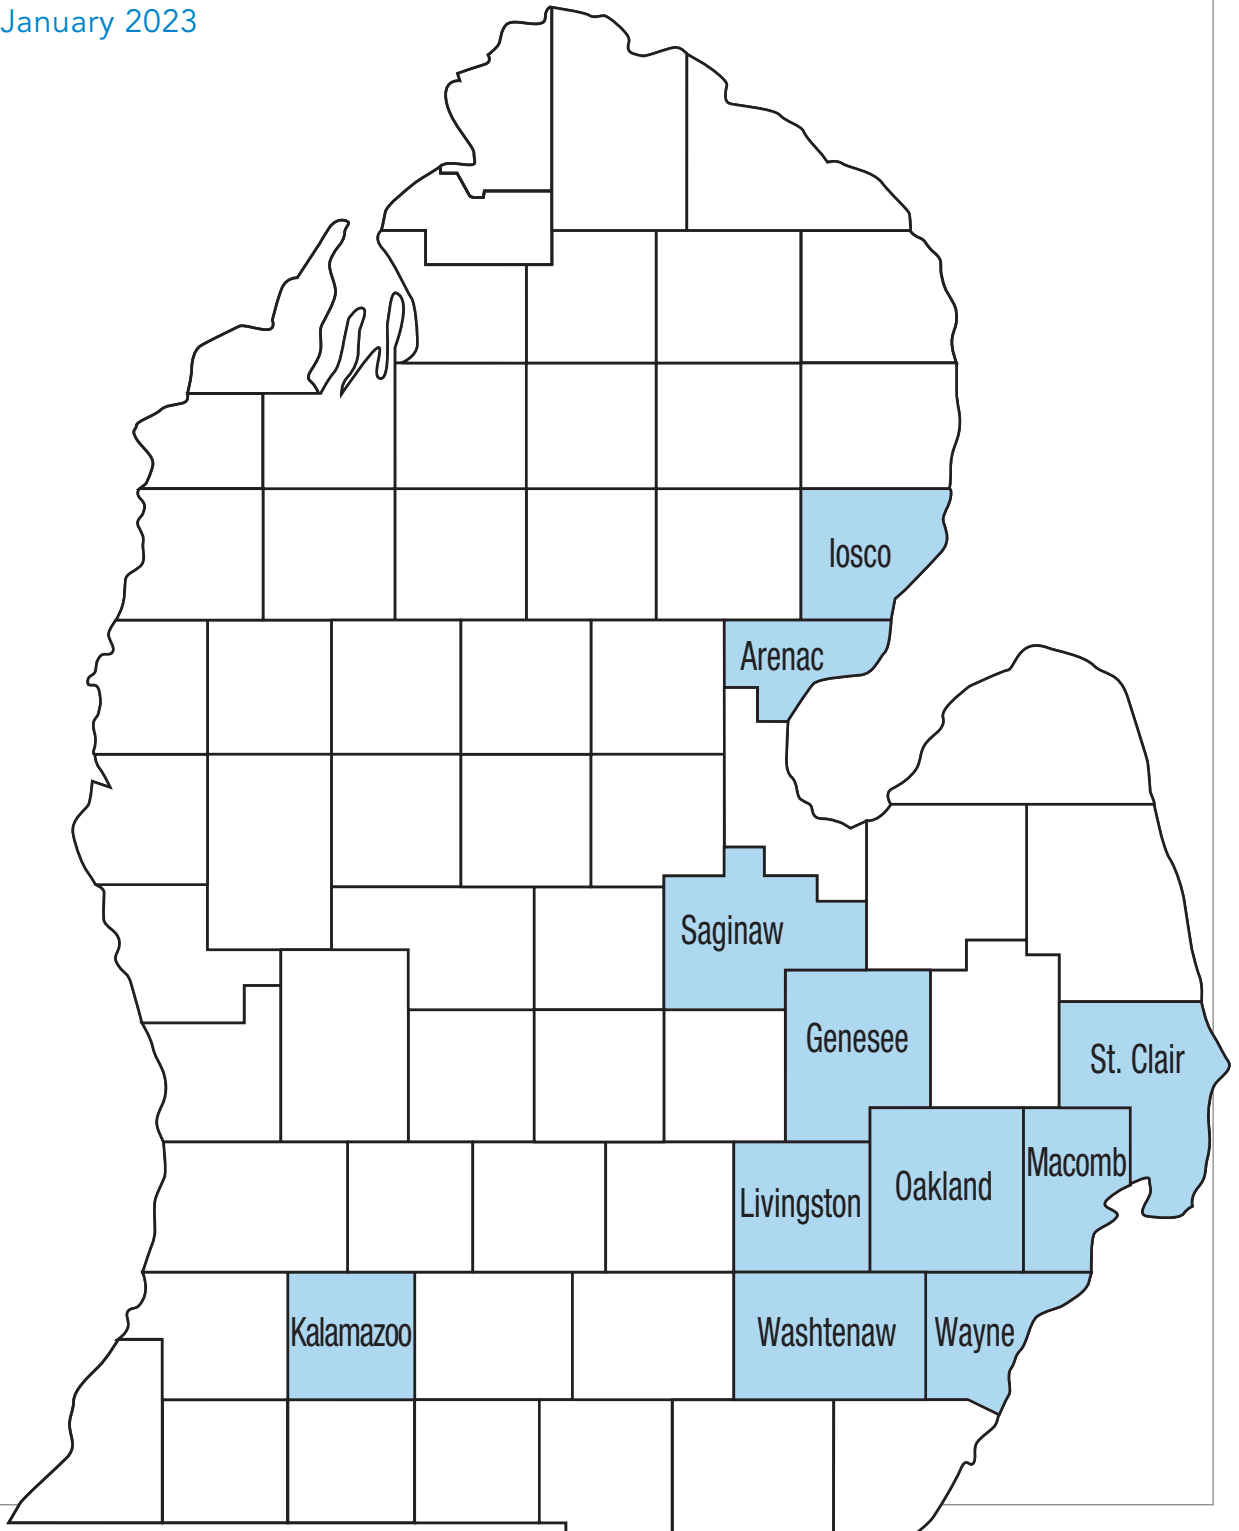 January 2023
Iosco
Arenac
Saginaw
Genesee
St. Clair
Macomb
Oakland
Livingston
Kalamazoo
Washtenaw
Wayne